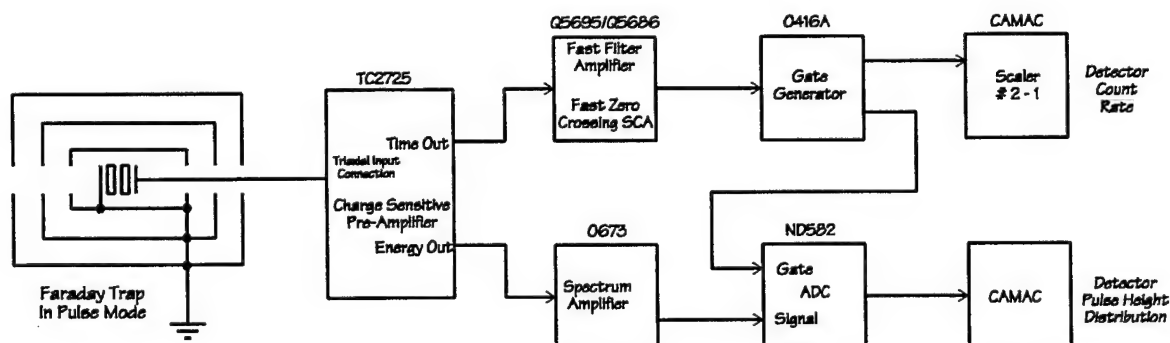 Q5695/Q5686
O416A
CAMAC
TC2725
Fast Filter
Amplifier
Fast Zero
Crossing SCA
Gate
Generator
Scaler
# 2 - 1
Detector
Count
Rate
Time Out
Triaxial Input
Connection
Charge Sensitive
Pre-Amplifier
Energy Out
Faraday Trap
In Pulse Mode
O673
Spectrum
Amplifier
ND582
Gate
ADC
Signal
CAMAC
Detector
Pulse Height
Distribution